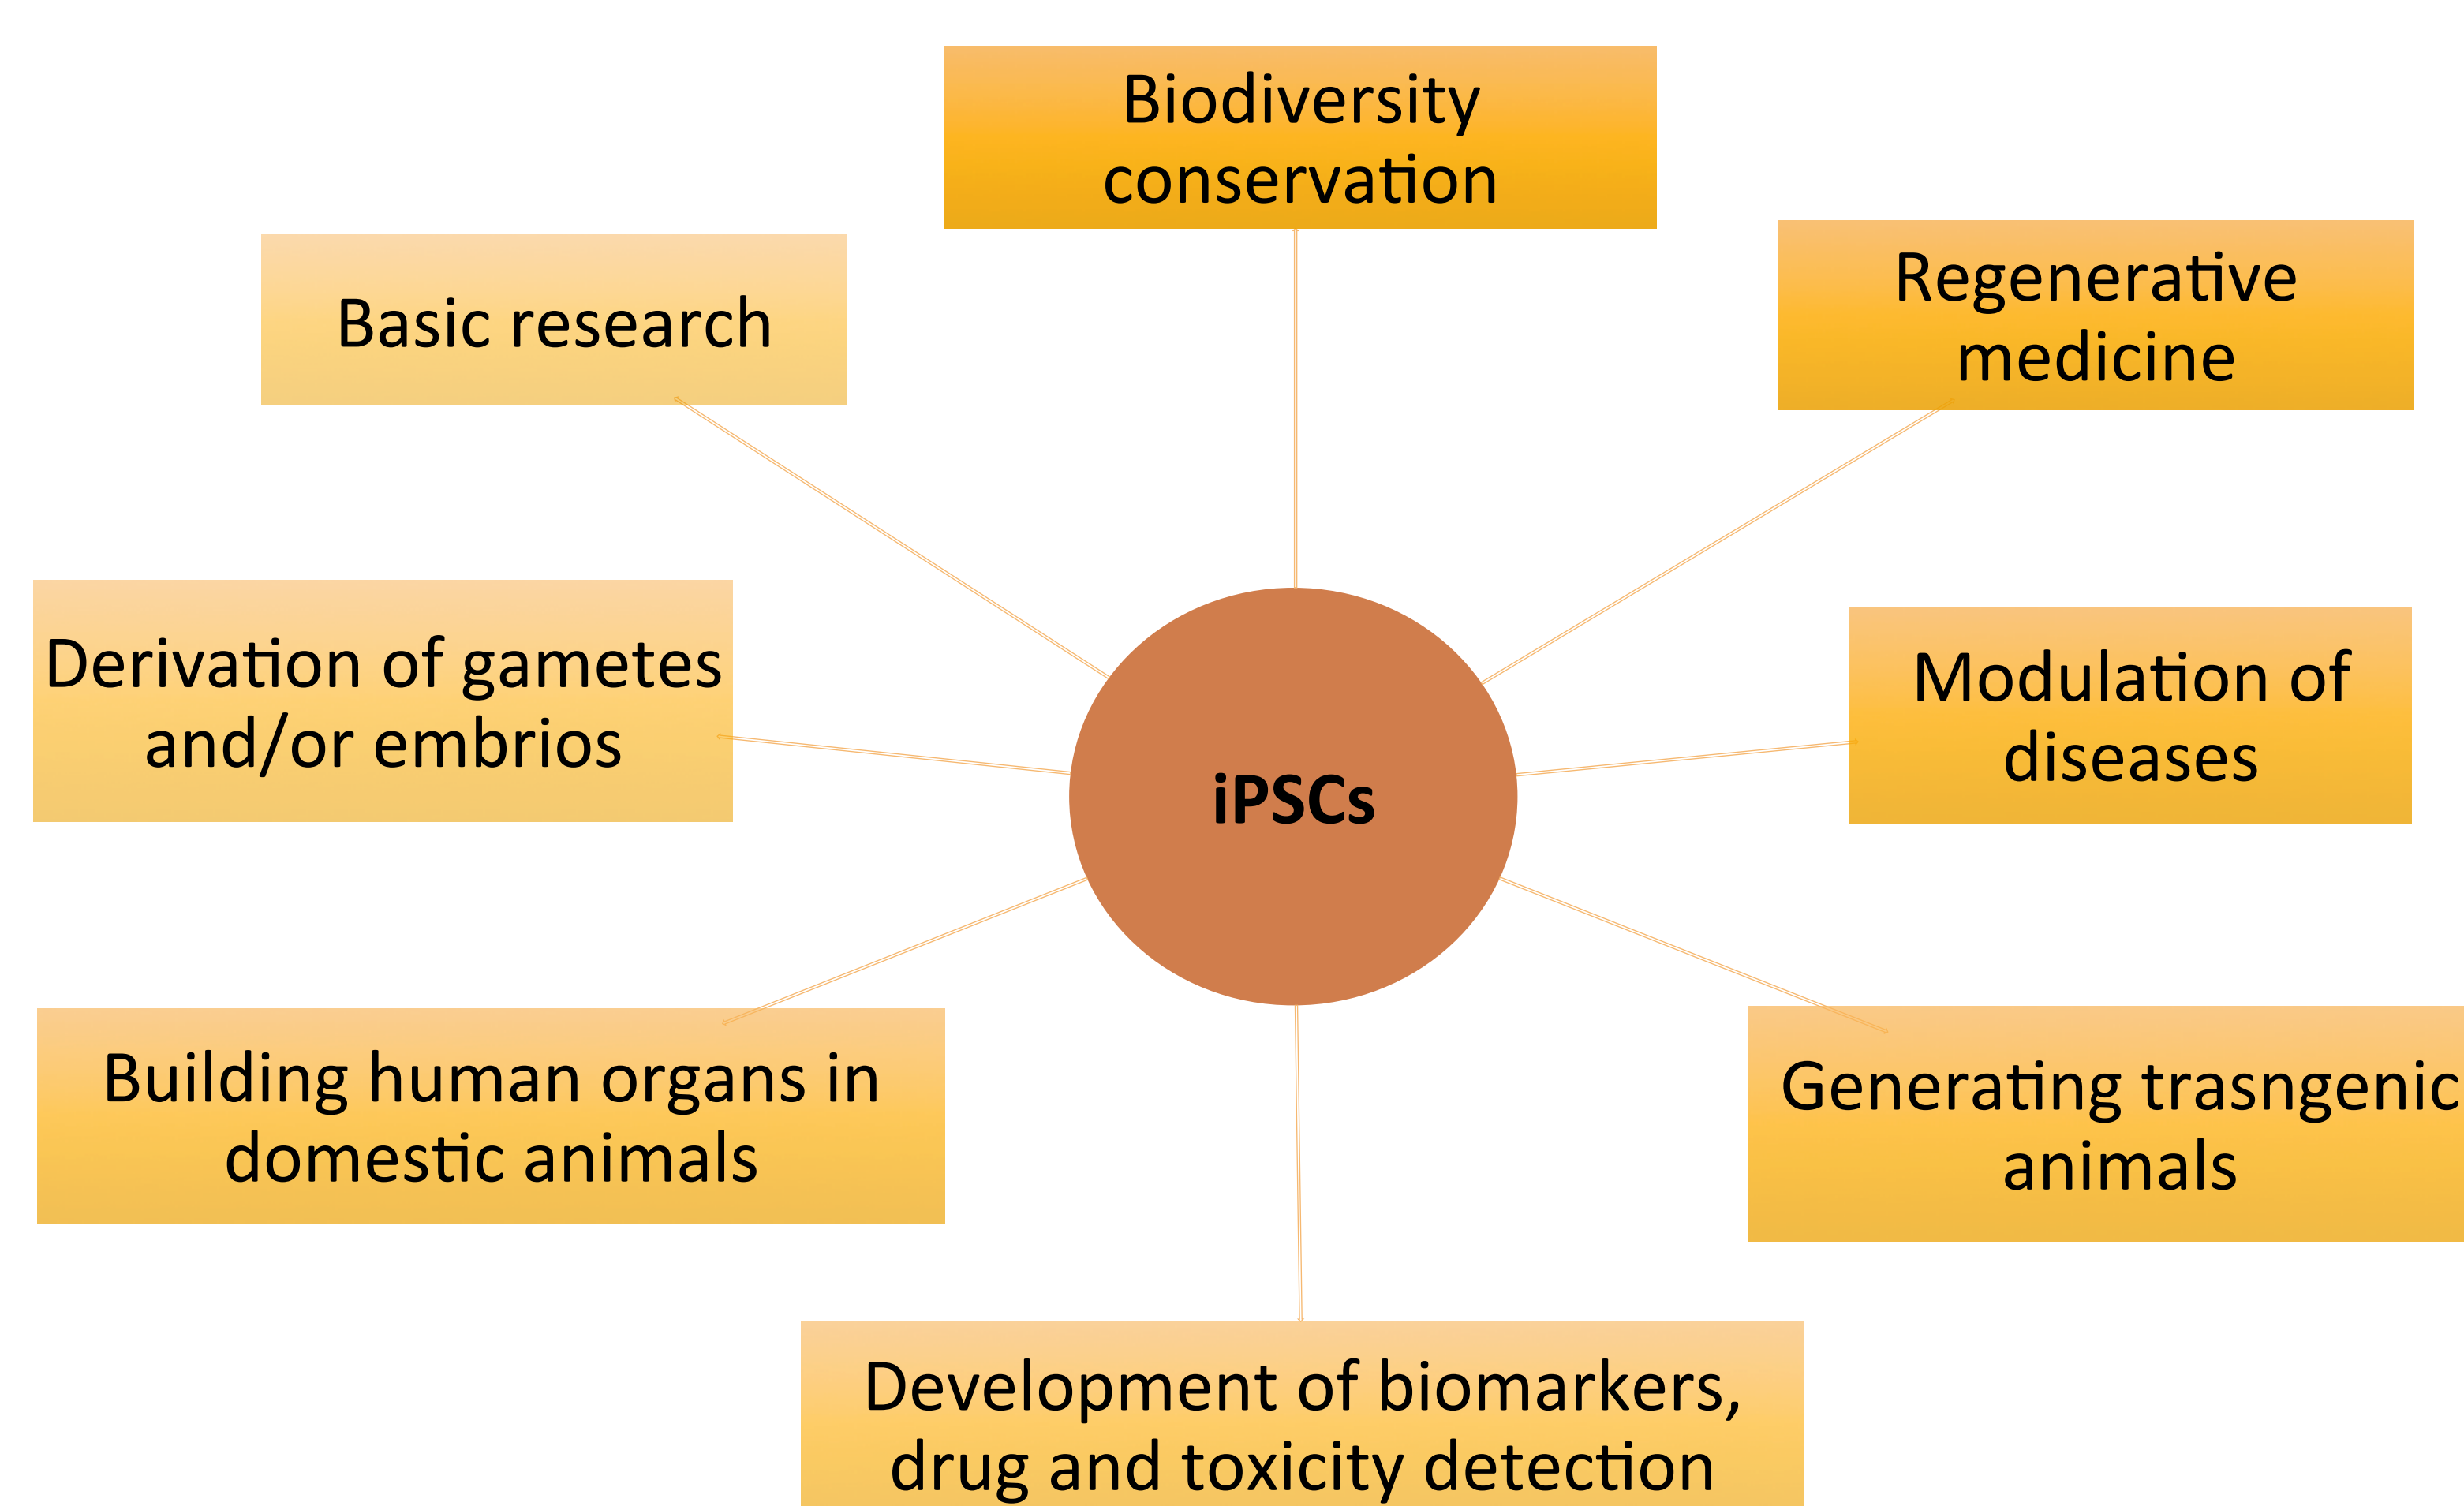 Biodiversity
conservation
Basic research
Regenerative
medicine
Derivation of gametes
and/or embrios
Modulation of
diseases
iPSCs
Building human organs in
domestic animals
Generating trasngenic
animals
Development of biomarkers,
drug and toxicity detection